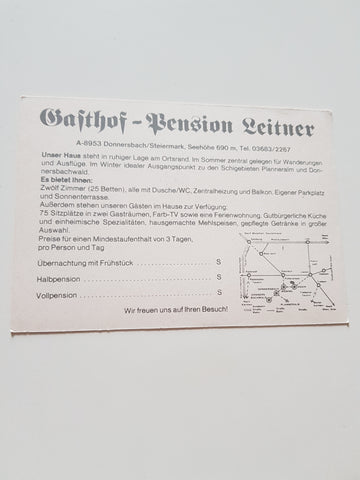 Gasthof - Pension Leitner
A-8953 Donnersbach/Steiermark, Seehöhe 690 m, Tel. 03683/2267
Unser Haus steht in ruhiger Lage am Ortsrand. Im Sommer zentral gelegen für Wanderungen
und Ausflüge. Im Winter idealer Ausgangspunkt zu den Schigebieten Planneralm und Don-
nersbachwald.
Es bietet Ihnen:
Zwölf Zimmer (25 Betten), alle mit Dusche/WC, Zentralheizung und Balkon, Eigener Parkplatz
und Sonnenterrasse.
Außerdem stehen unseren Gästen im Hause zur Verfügung:
75 Sitzplätze in zwei Gasträumen, Farb-TV sowie eine Ferienwohnung. Gutbürgerliche Küche
und einheimische Spezialitäten, hausgemachte Mehlspeisen, gepflegte Getränke in großer
Auswahl.
Preise für einen Mindestaufenthalt von 3 Tagen,
pro Person und Tag
Übernachtung mit Frühstück ............ S
Halbpension ............ S
Vollpension ............ S
Wir freuen uns auf Ihren Besuch!